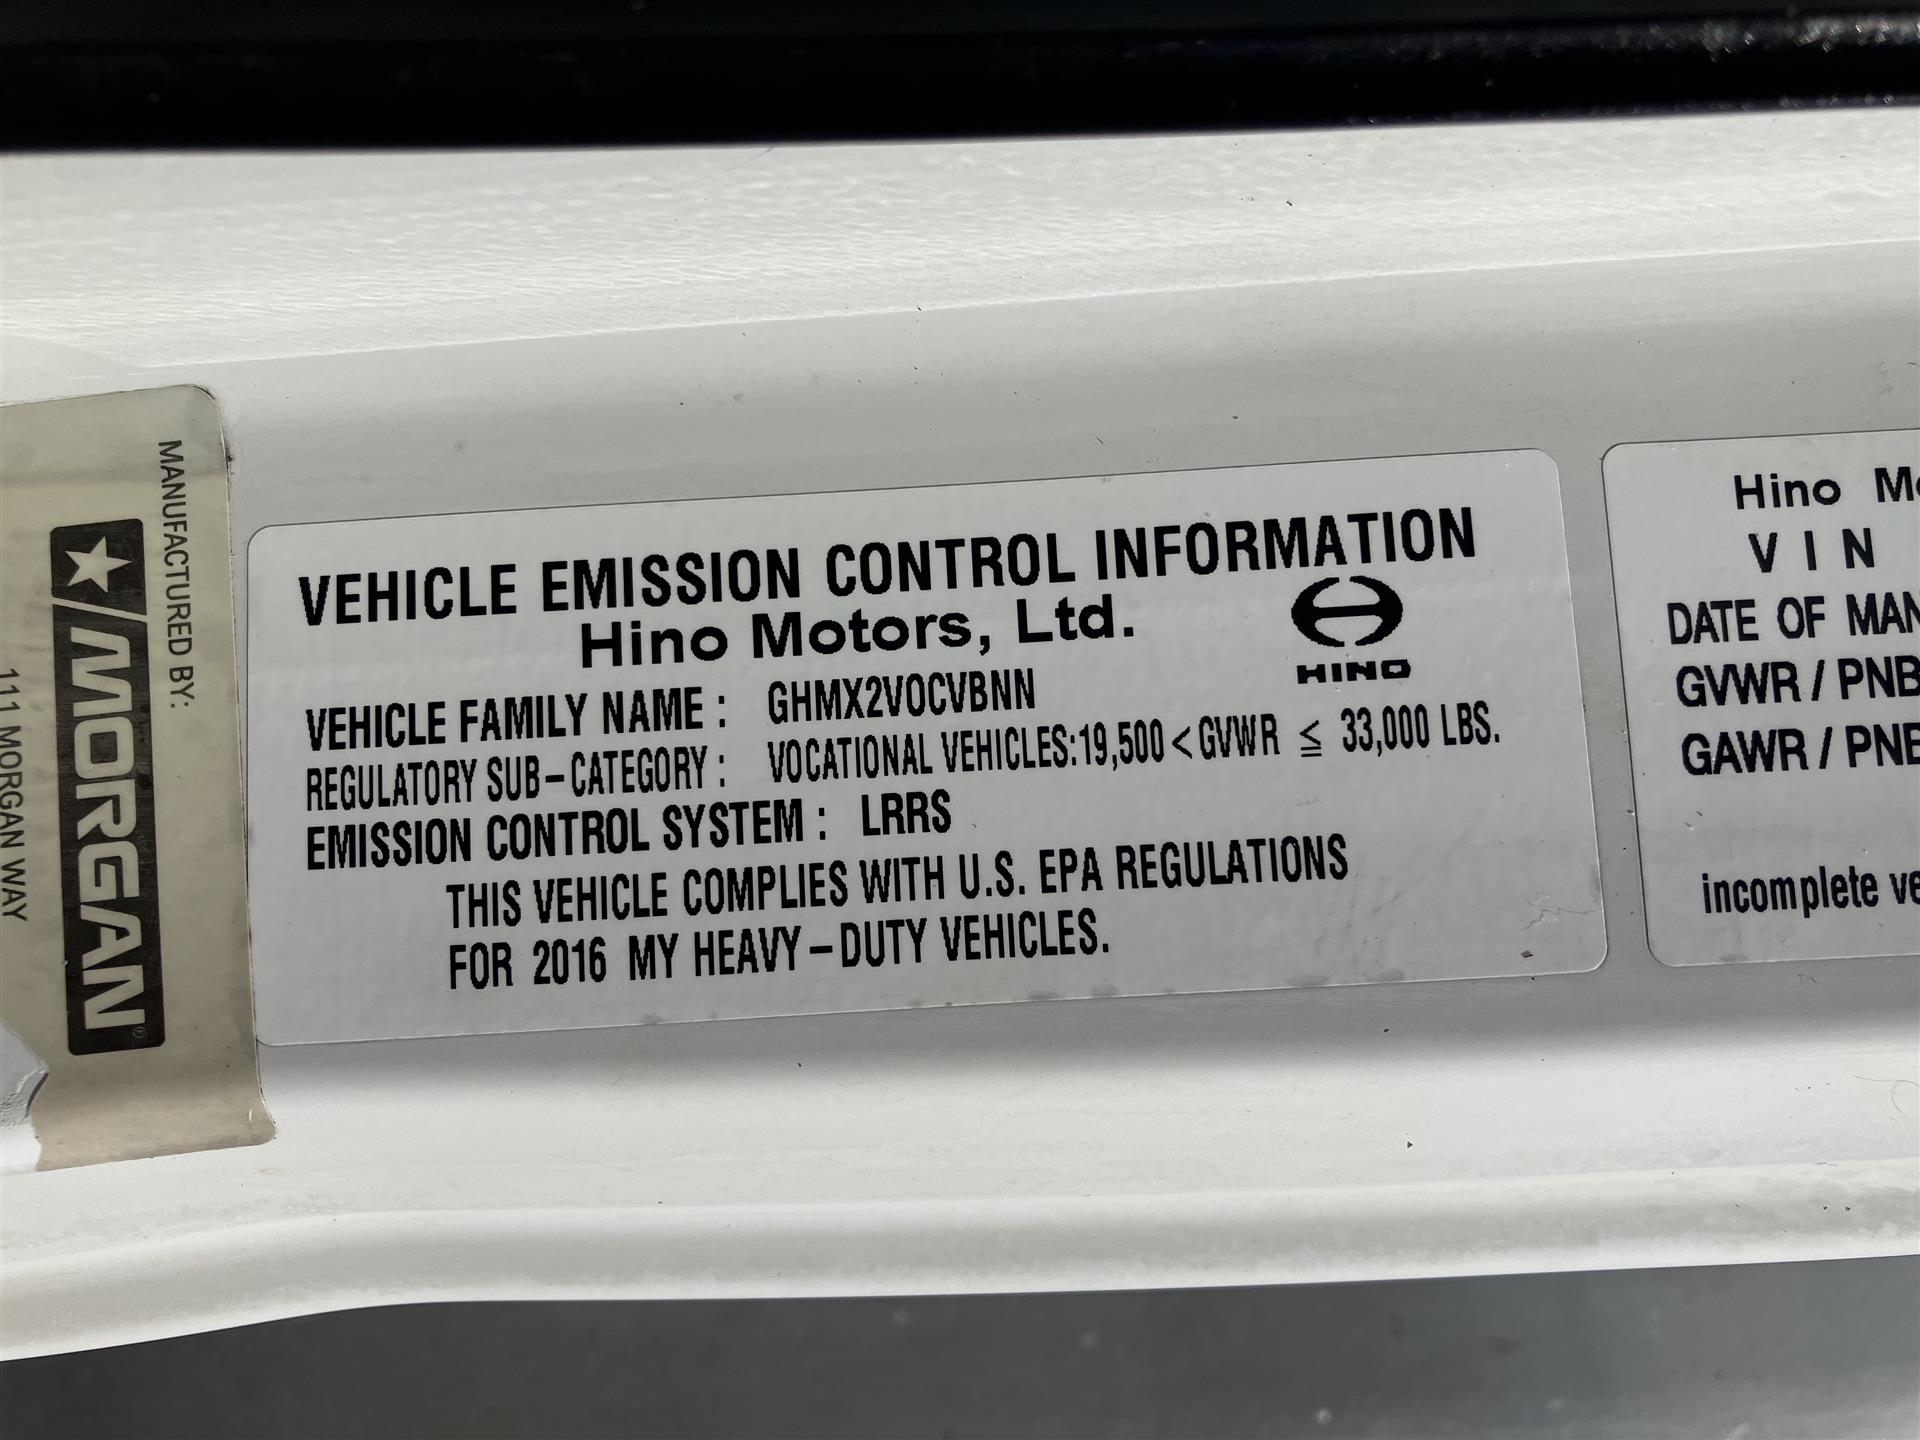 MANUFACTURED BY:
MORGAN
111 MORGAN WAY
VEHICLE EMISSION CONTROL INFORMATION
Hino Motors, Ltd.
HINO
VEHICLE FAMILY NAME : GHMX2VOCVBNN
REGULATORY SUB-CATEGORY : VOCATIONAL VEHICLES:19,500<GVWR ≦ 33,000 LBS.
EMISSION CONTROL SYSTEM : LRRS
THIS VEHICLE COMPLIES WITH U.S. EPA REGULATIONS
FOR 2016 MY HEAVY-DUTY VEHICLES.
Hino
VIN
DATE OF
GVWR / PNB
GAWR / PNB
incomplete